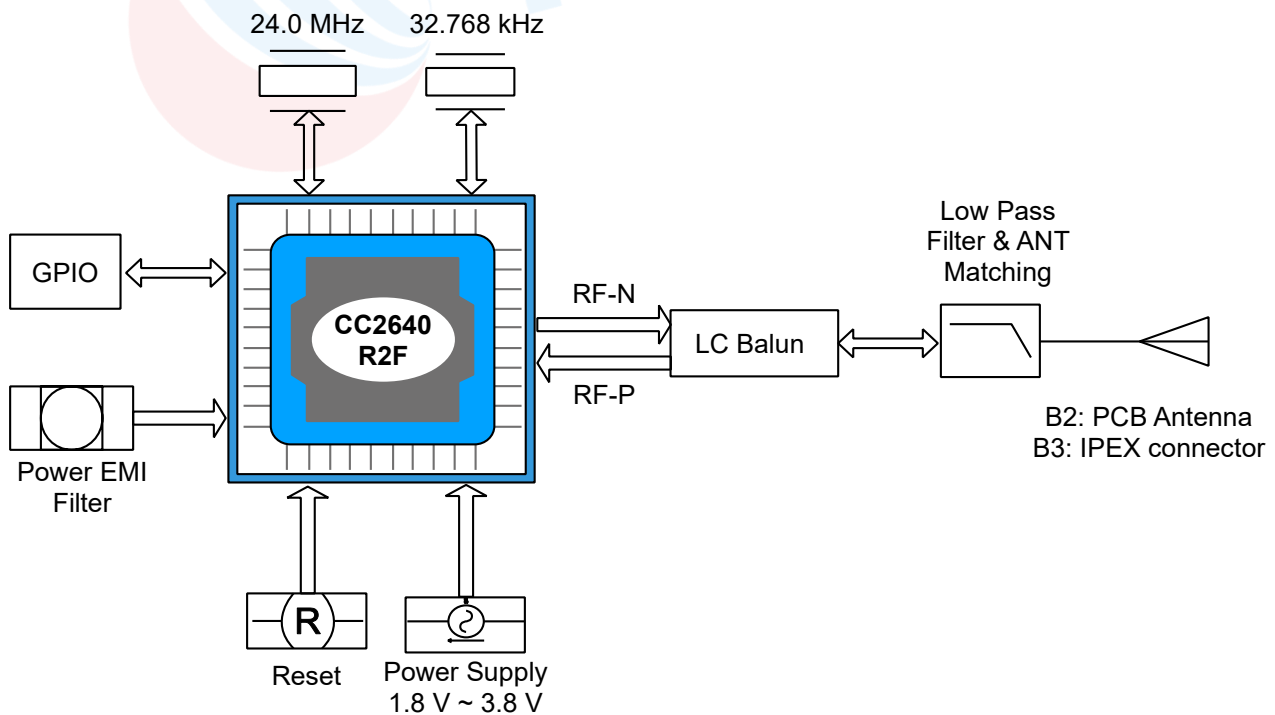 24.0 MHz
32.768 kHz
Low Pass
Filter & ANT
Matching
GPIO
RF-N
CC2640
R2F
LC Balun
RF-P
B2: PCB Antenna
B3: IPEX connector
Power EMI
Filter
R
Reset
Power Supply
1.8 V ~ 3.8 V